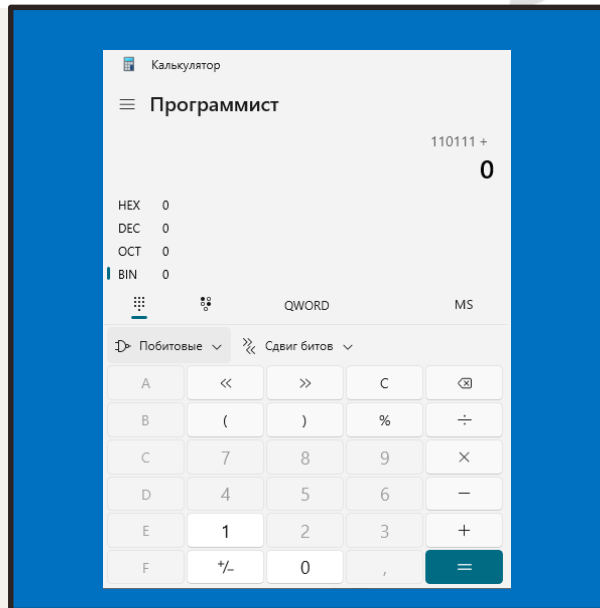 Калькулятор
Программист
110111 +
0
HEX 0
DEC 0
OCT 0
BIN 0
QWORD MS
Побитовые Сдвиг битов
A << >> C
B ( ) % ÷
C 7 8 9 ×
D 4 5 6 −
E 1 2 3 +
F +/− 0 , =